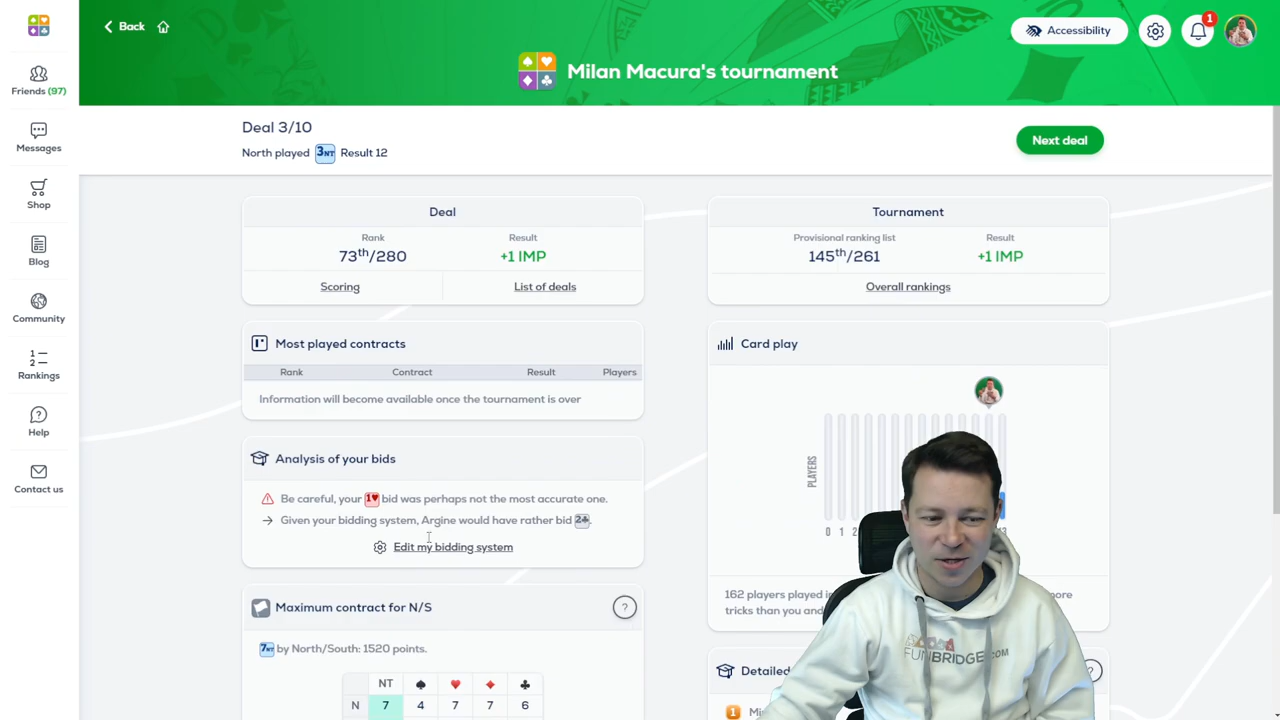 Back
Accessibility
1
Milan Macura's tournament
Friends (97)
Messages
Shop
Blog
Community
Rankings
Help
Contact us
Deal 3/10
North played 3NT Result 12
Next deal
Deal
Rank
Result
73th/280
+1 IMP
Scoring
List of deals
Tournament
Provisional ranking list
Result
145th/261
+1 IMP
Overall rankings
Most played contracts
Rank Contract Result Players
Information will become available once the tournament is over
Card play
PLAYERS
0 1 2
Analysis of your bids
Be careful, your 1♥ bid was perhaps not the most accurate one.
Given your bidding system, Argine would have rather bid 2♣.
Edit my bidding system
162 players played
tricks than you and
Maximum contract for N/S
?
7NT by North/South: 1520 points.
NT ♠ ♥ ♦ ♣
N 7 4 7 7 6
Detailed
1
FUNBRIDGE.COM